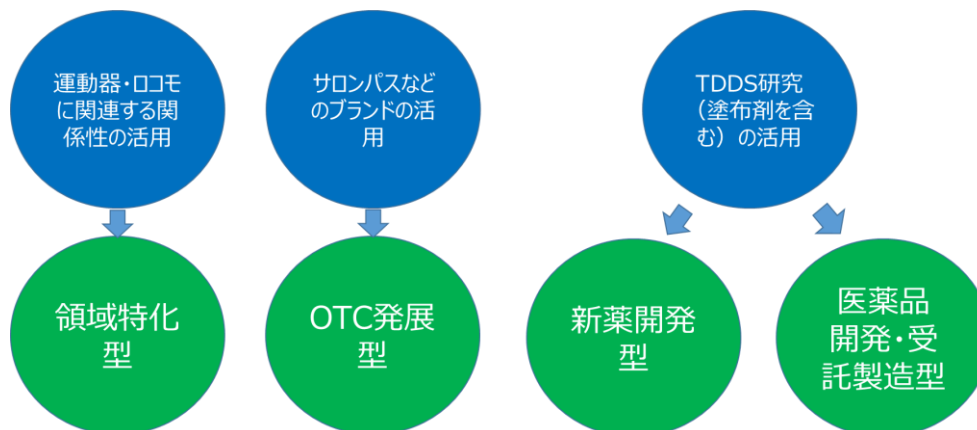 運動器・ロコモ
に関連する関
係性の活用
サロンパスなど
のブランドの活
用
TDDS研究
（塗布剤を含
む）の活用
領域特化
型
OTC発展
型
新薬開発
型
医薬品
開発・受
託製造型